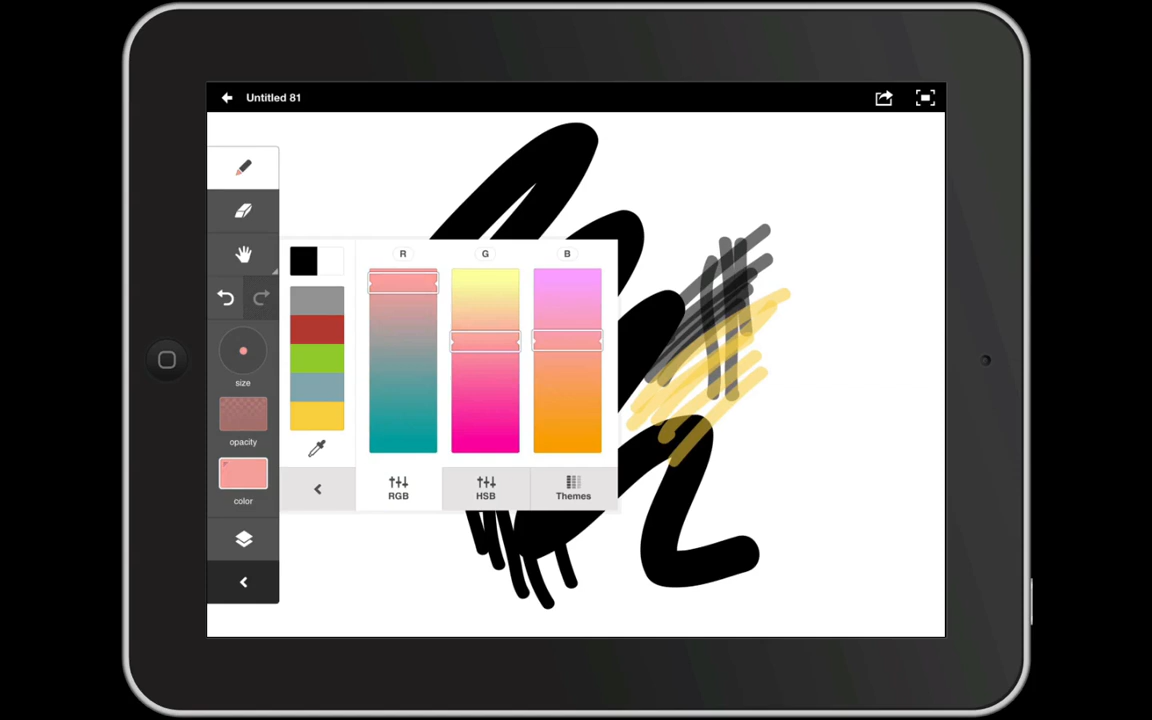 Untitled 81
R
G
B
size
opacity
color
RGB
HSB
Themes